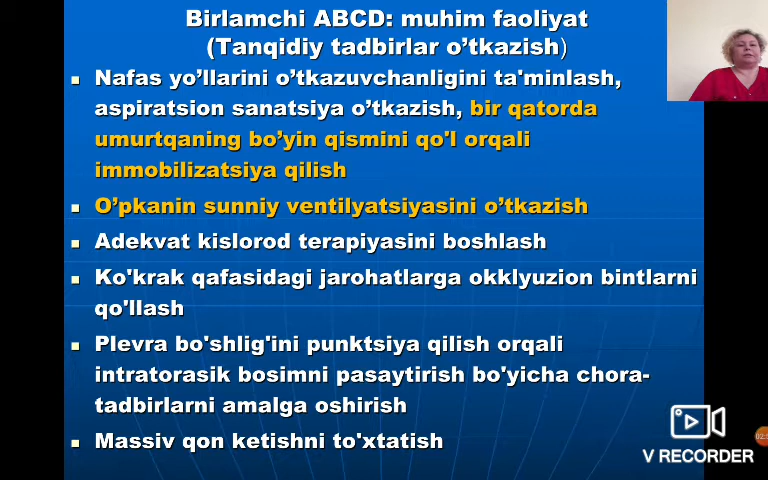 Birlamchi ABCD: muhim faoliyat
(Tanqidiy tadbirlar o’tkazish)
Nafas yo’llarini o’tkazuvchanligini ta'minlash,
aspiratsion sanatsiya o’tkazish, bir qatorda
umurtqaning bo’yin qismini qo'l orqali
immobilizatsiya qilish
O’pkanin sunniy ventilyatsiyasini o’tkazish
Adekvat kislorod terapiyasini boshlash
Ko'krak qafasidagi jarohatlarga okklyuzion bintlarni
qo'llash
Plevra bo'shlig'ini punktsiya qilish orqali
intratorasik bosimni pasaytirish bo'yicha chora-
tadbirlarni amalga oshirish
Massiv qon ketishni to'xtatish
V RECORDER